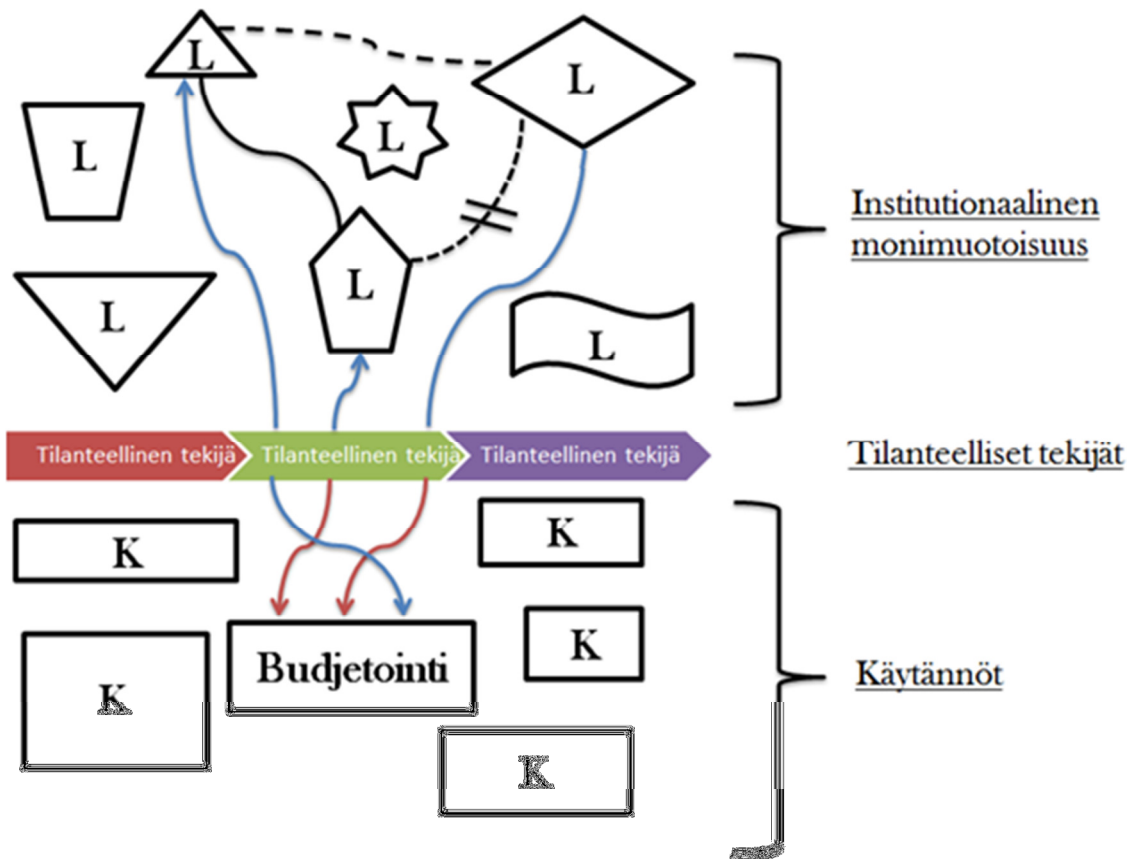 L
L
L
L
L
L
L
Institutionaalinen
monimuotoisuus
Tilanteellinen tekijä
Tilanteellinen tekijä
Tilanteellinen tekijä
Tilanteelliset tekijät
K
K
K
K
Budjetointi
K
Käytännöt